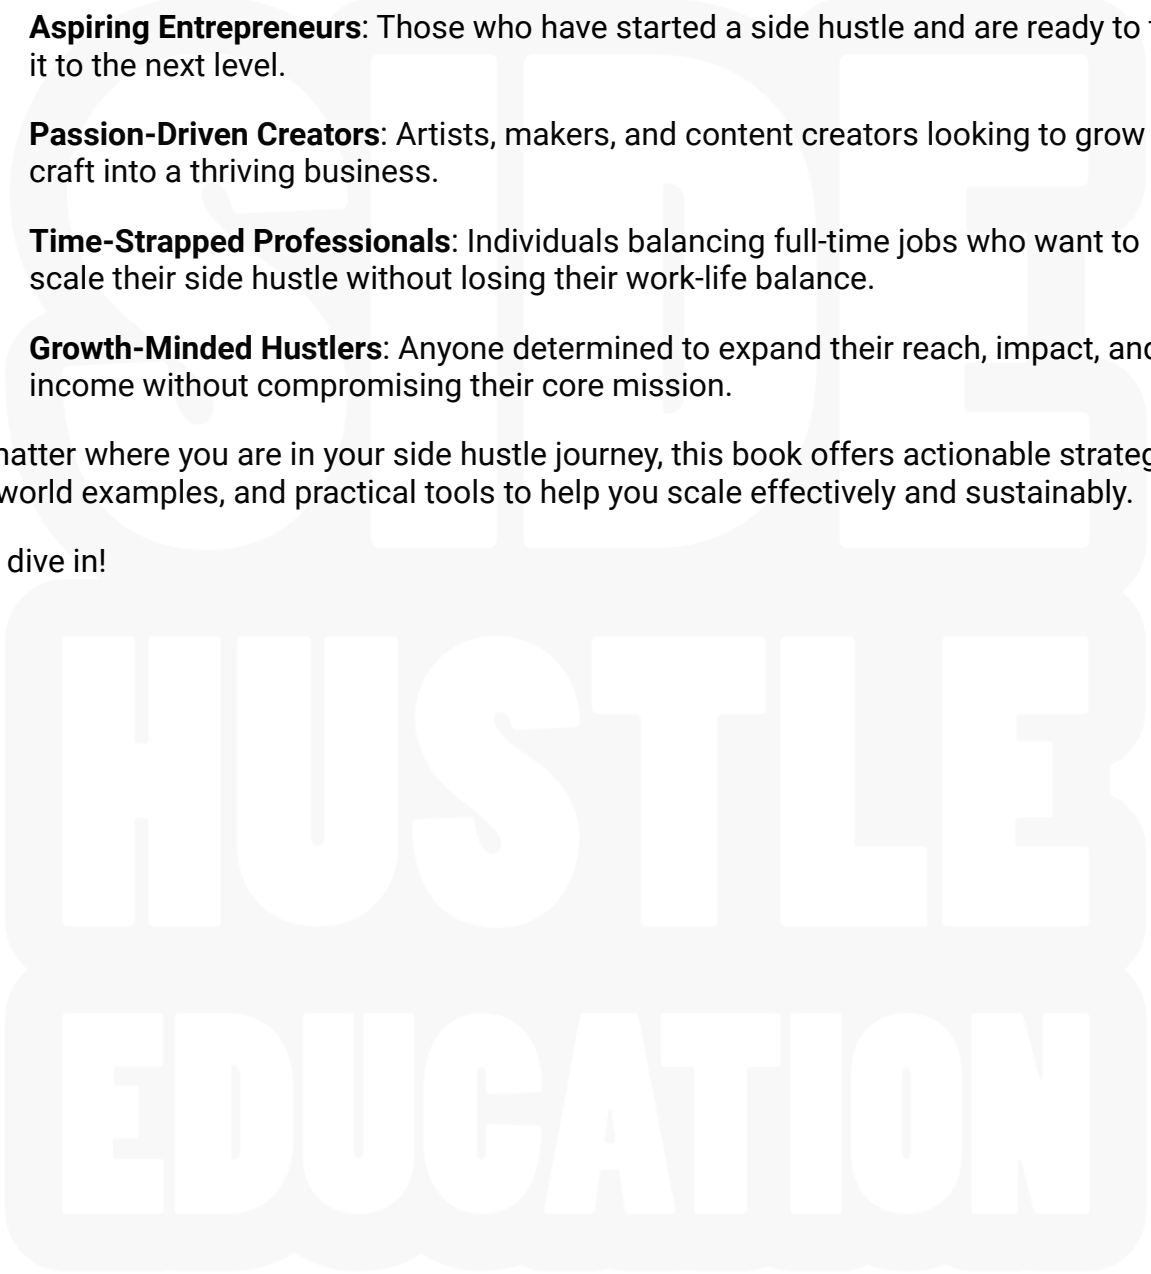 Aspiring Entrepreneurs: Those who have started a side hustle and are ready to
it to the next level.
Passion-Driven Creators: Artists, makers, and content creators looking to grow
craft into a thriving business.
Time-Strapped Professionals: Individuals balancing full-time jobs who want to
scale their side hustle without losing their work-life balance.
Growth-Minded Hustlers: Anyone determined to expand their reach, impact, and
income without compromising their core mission.
where you are in your side hustle journey, this book offers actionable
world examples, and practical tools to help you scale effectively and sustainably.
dive in!
SIDE
HUSTLE
EDUCATION